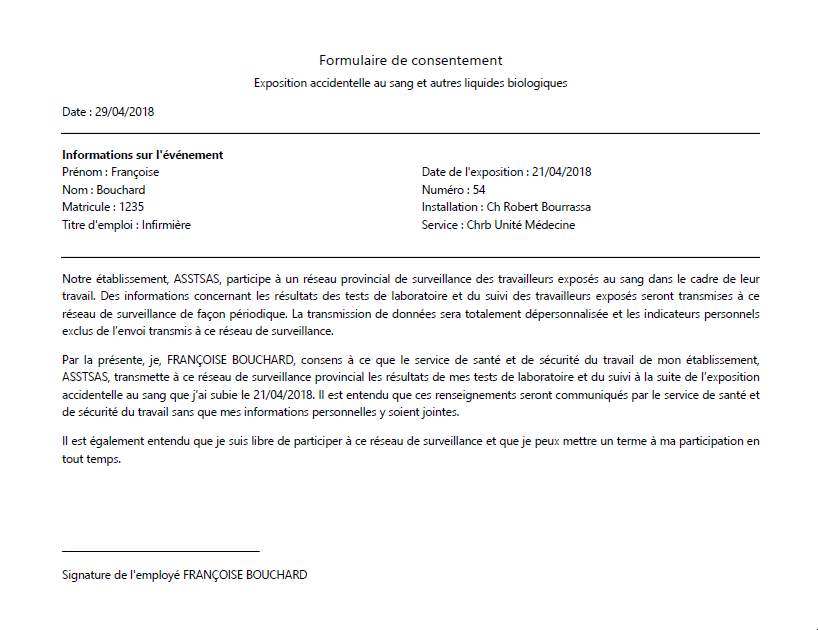 Formulaire de consentement
Exposition accidentelle au sang et autres liquides biologiques
Date : 29/04/2018
Informations sur l'événement
Prénom : Françoise
Date de l'exposition : 21/04/2018
Nom : Bouchard
Numéro : 54
Matricule : 1235
Installation : Ch Robert Bourrassa
Titre d'emploi : Infirmière
Service : Chrb Unité Médecine
Notre établissement, ASSTSAS, participe à un réseau provincial de surveillance des travailleurs exposés au sang dans le cadre de leur
travail. Des informations concernant les résultats des tests de laboratoire et du suivi des travailleurs exposés seront transmises à ce
réseau de surveillance de façon périodique. La transmission de données sera totalement dépersonnalisée et les indicateurs personnels
exclus de l'envoi transmis à ce réseau de surveillance.
Par la présente, je, FRANÇOISE BOUCHARD, consens à ce que le service de santé et de sécurité du travail de mon établissement,
ASSTSAS, transmette à ce réseau de surveillance provincial les résultats de mes tests de laboratoire et du suivi à la suite de l'exposition
accidentelle au sang que j'ai subie le 21/04/2018. Il est entendu que ces renseignements seront communiqués par le service de santé et
de sécurité du travail sans que mes informations personnelles y soient jointes.
Il est également entendu que je suis libre de participer à ce réseau de surveillance et que je peux mettre un terme à ma participation en
tout temps.
Signature de l'employé FRANÇOISE BOUCHARD